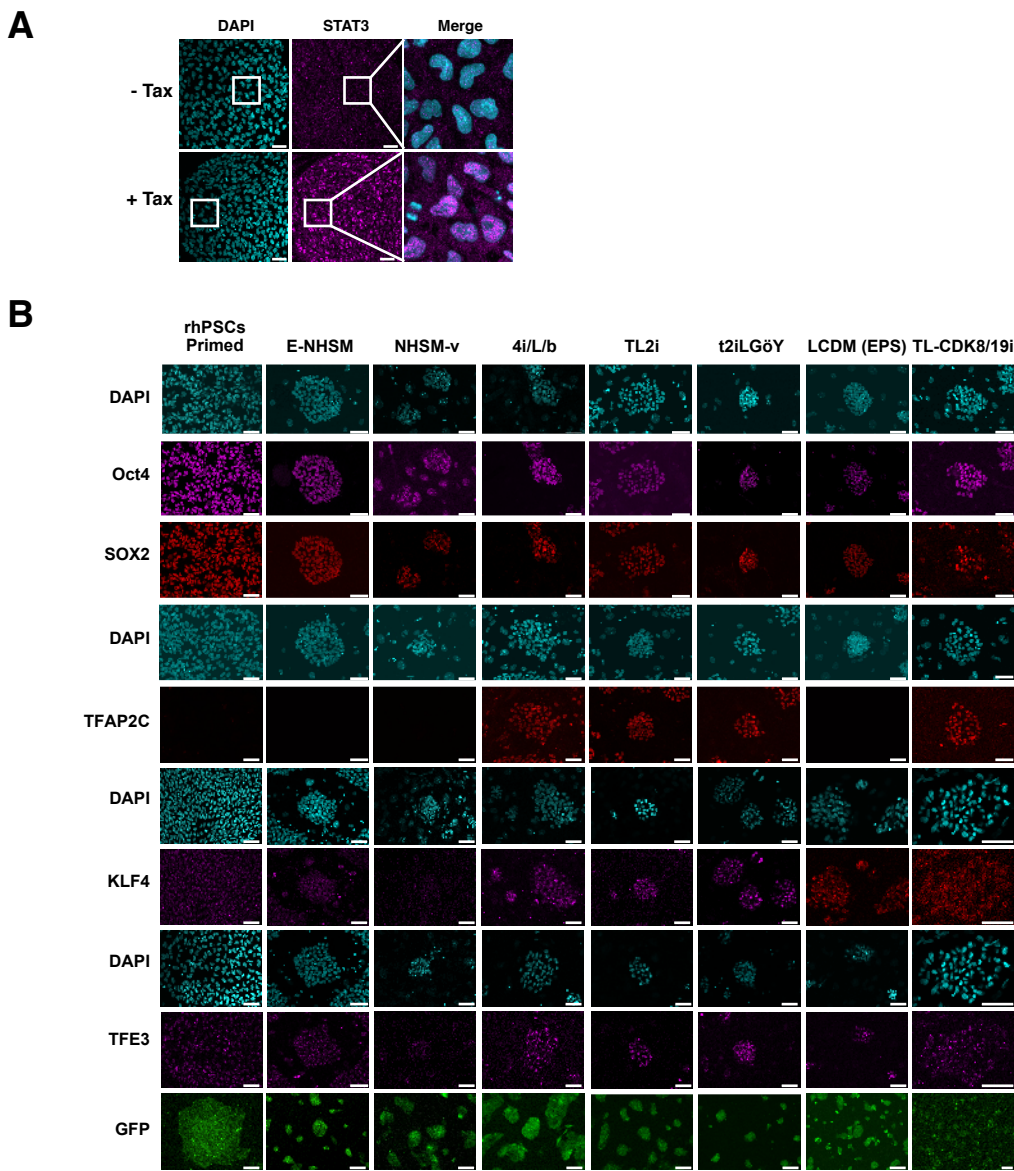 A
DAPI STAT3 Merge
- Tax
+ Tax
B
rhPSCs
Primed E-NHSM NHSM-v 4i/L/b TL2i t2iLGöY LCDM (EPS) TL-CDK8/19i
DAPI
Oct4
SOX2
DAPI
TFAP2C
DAPI
KLF4
DAPI
TFE3
GFP